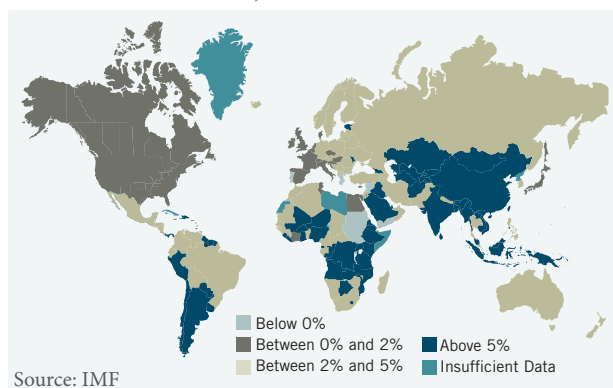 Below 0%
Between 0% and 2%
Above 5%
Between 2% and 5%
Insufficient Data
Source: IMF